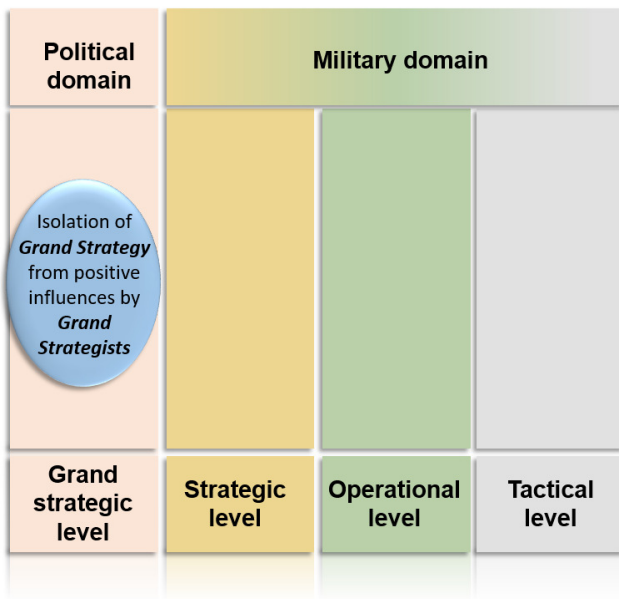 Political
domain
Military domain
Isolation of
Grand Strategy
from positive
influences by
Grand
Strategists
Grand
strategic
level
Strategic
level
Operational
level
Tactical
level